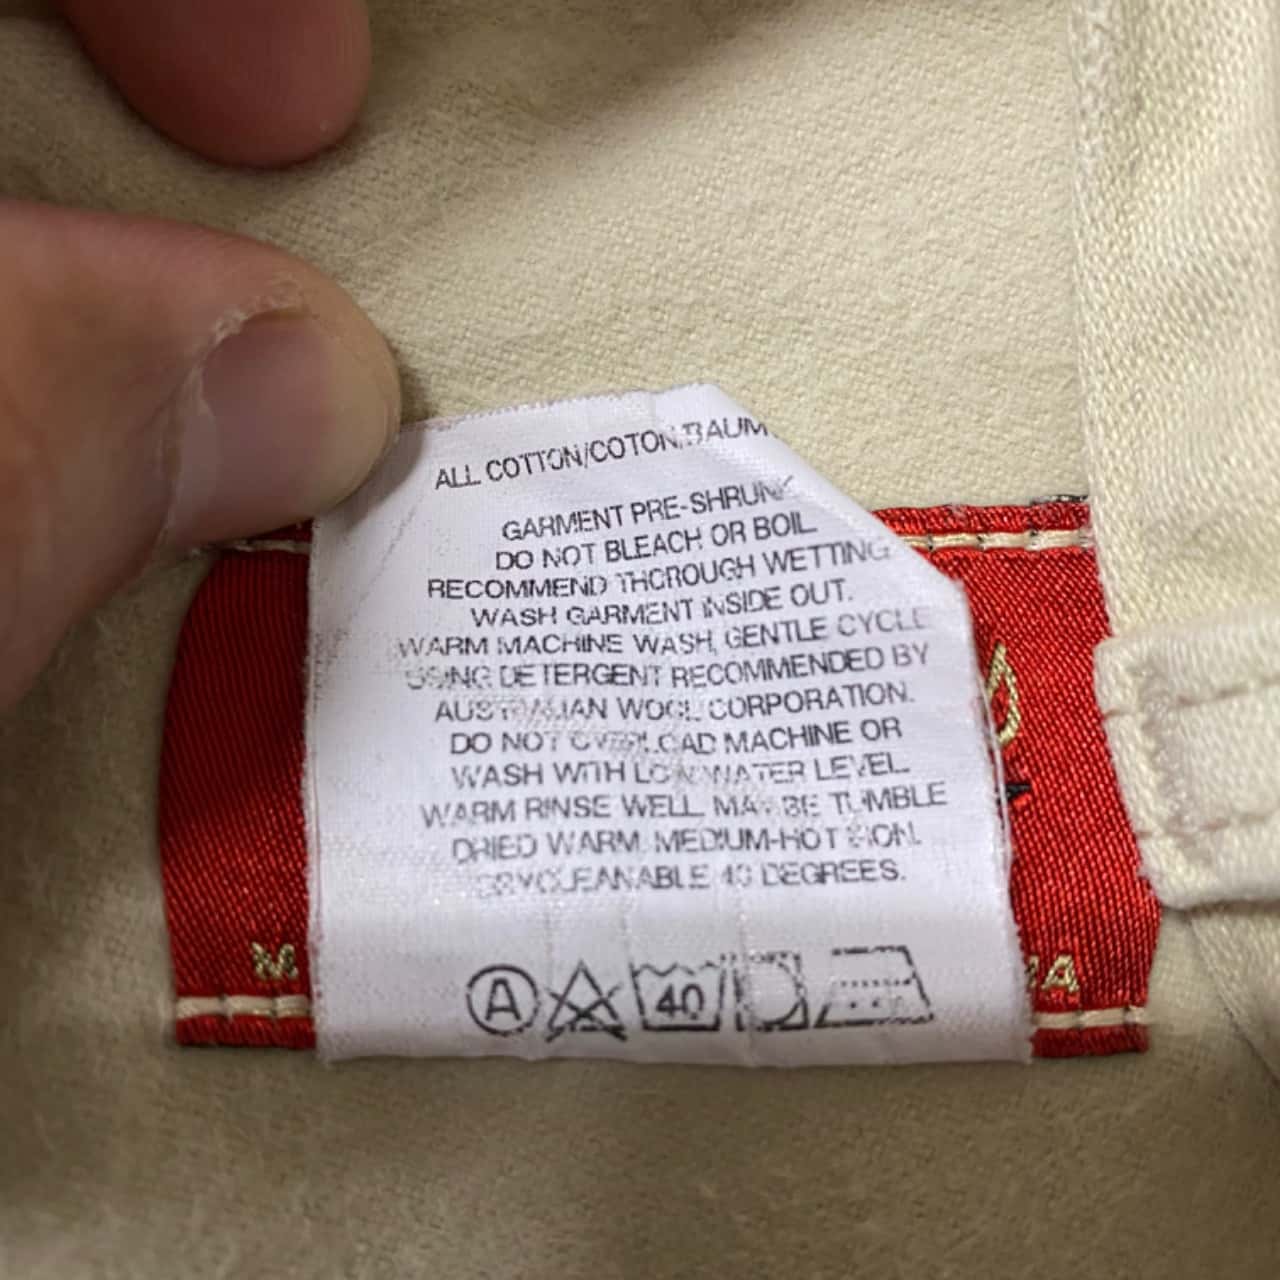 ALL COTTON/COTON/BAUM
GARMENT PRE-SHRUNK
DO NOT BLEACH OR BOIL
RECOMMEND THOROUGH WETTING
WASH GARMENT INSIDE OUT.
WARM MACHINE WASH, GENTLE CYCLE
USING DETERGENT RECOMMENDED BY
AUSTRALIAN WOOL CORPORATION.
DO NOT OVERLOAD MACHINE OR
WASH WITH LOW WATER LEVEL.
WARM RINSE WELL MAY BE TUMBLE
DRIED WARM. MEDIUM-HOT IRON.
DRYCLEANABLE 40 DEGREES.
A 40